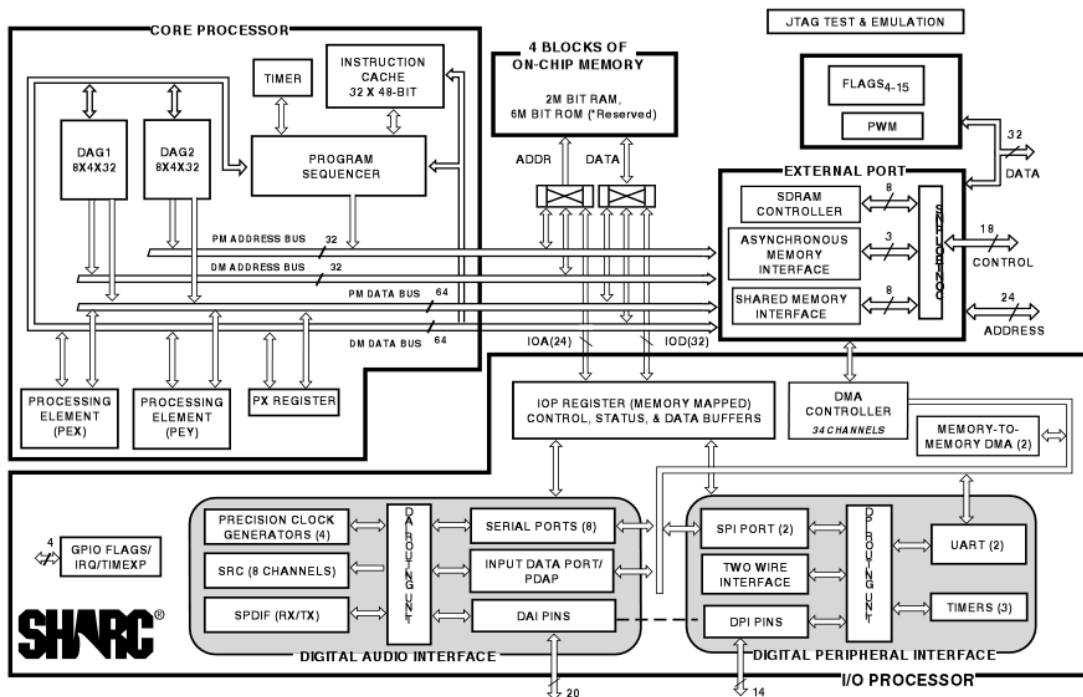 JTAG TEST & EMULATION
CORE PROCESSOR
TIMER
INSTRUCTION
CACHE
32 X 48-BIT
DAG1
8X4X32
DAG2
8X4X32
PROGRAM
SEQUENCER
4 BLOCKS OF
ON-CHIP MEMORY
2M BIT RAM,
6M BIT ROM (*Reserved)
ADDR
DATA
FLAGS4-15
PWM
32
DATA
EXTERNAL PORT
SDRAM
CONTROLLER
8
ASYNCHRONOUS
MEMORY
INTERFACE
3
SHARED MEMORY
INTERFACE
8
18
CONTROL
24
ADDRESS
PM ADDRESS BUS
32
DM ADDRESS BUS
32
PM DATA BUS
64
DM DATA BUS
64
IOA(24)
IOD(32)
PROCESSING
ELEMENT
(PEX)
PROCESSING
ELEMENT
(PEY)
PX REGISTER
IOP REGISTER (MEMORY MAPPED)
CONTROL, STATUS, & DATA BUFFERS
DMA
CONTROLLER
34 CHANNELS
MEMORY-TO-
MEMORY DMA (2)
4
GPIO FLAGS/
IRQ/TIMEXP
PRECISION CLOCK
GENERATORS (4)
SRC (8 CHANNELS)
SPDIF (RX/TX)
DAI ROUTING UNIT
SERIAL PORTS (8)
INPUT DATA PORT/
PDAP
DAI PINS
DIGITAL AUDIO INTERFACE
20
SPI PORT (2)
TWO WIRE
INTERFACE
DPI PINS
DPI ROUTING UNIT
UART (2)
TIMERS (3)
DIGITAL PERIPHERAL INTERFACE
14
I/O PROCESSOR
SHARC®